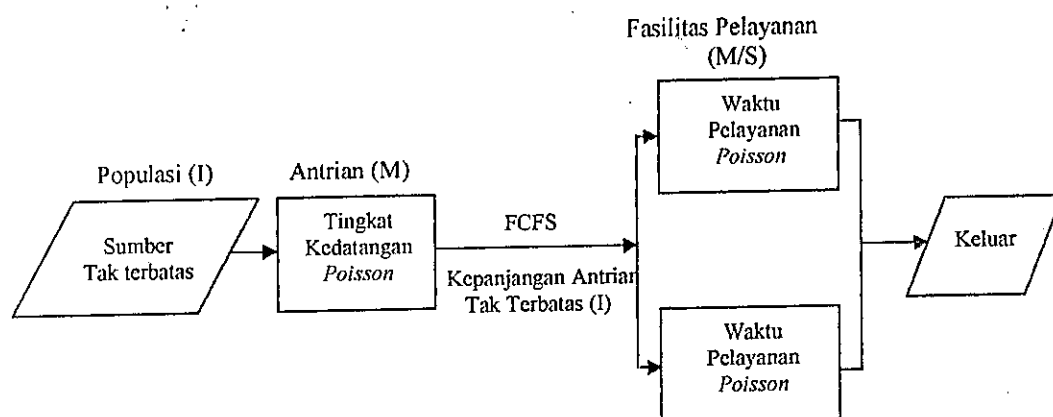 Fasilitas Pelayanan
(M/S)
Populasi (I)
Antrian (M)
Sumber
Tak terbatas
Tingkat
Kedatangan
Poisson
FCFS
Kepanjangan Antrian
Tak Terbatas (I)
Waktu
Pelayanan
Poisson
Waktu
Pelayanan
Poisson
Keluar